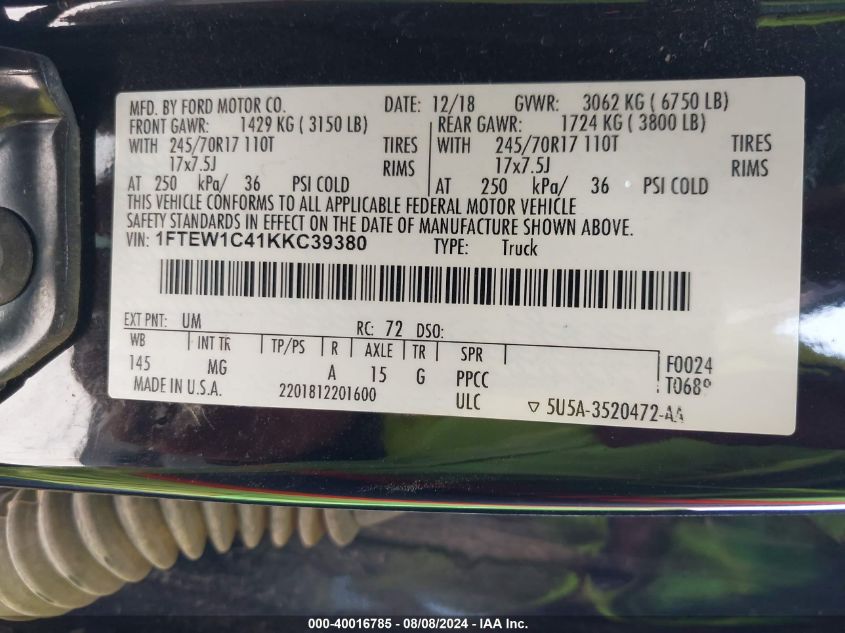 MFD. BY FORD MOTOR CO. DATE: 12/18 GVWR: 3062 KG ( 6750 LB)
FRONT GAWR: 1429 KG ( 3150 LB) REAR GAWR: 1724 KG ( 3800 LB)
WITH 245/70R17 110T TIRES WITH 245/70R17 110T TIRES
17x7.5J RIMS 17x7.5J RIMS
AT 250 kPa/ 36 PSI COLD AT 250 kPa/ 36 PSI COLD
THIS VEHICLE CONFORMS TO ALL APPLICABLE FEDERAL MOTOR VEHICLE
SAFETY STANDARDS IN EFFECT ON THE DATE OF MANUFACTURE SHOWN ABOVE.
VIN: 1FTEW1C41KKC39380 TYPE: Truck
EXT PNT: UM RC: 72 DSO:
WB INT TR TP/PS R AXLE TR SPR F0024
145 MG A 15 G PPCC T0689
MADE IN U.S.A. 2201812201600 ULC ▽ 5U5A-3520472-AA
000-40016785 - 08/08/2024 - IAA Inc.